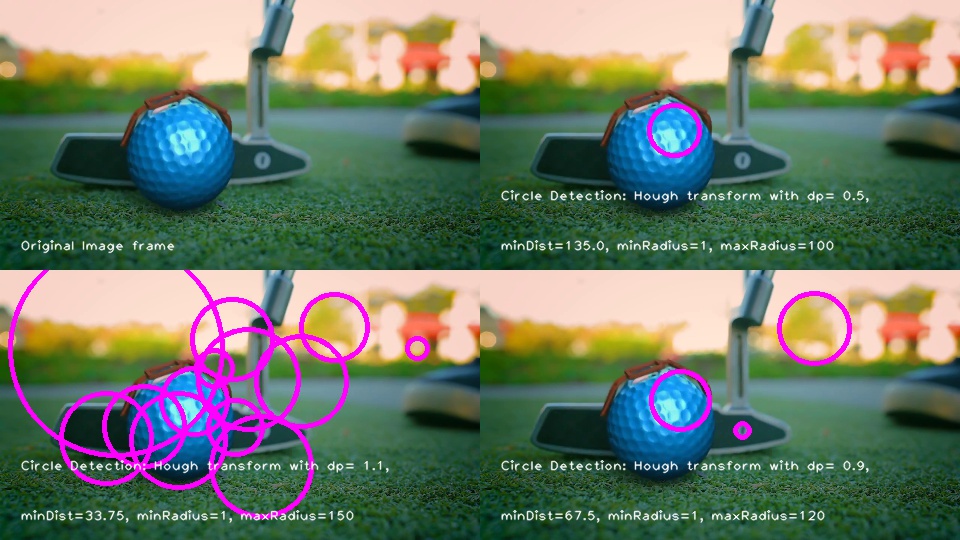 Original Image frame
Circle Detection: Hough transform with dp= 0.5,
minDist=135.0, minRadius=1, maxRadius=100
Circle Detection: Hough transform with dp= 1.1,
minDist=33.75, minRadius=1, maxRadius=150
Circle Detection: Hough transform with dp= 0.9,
minDist=67.5, minRadius=1, maxRadius=120